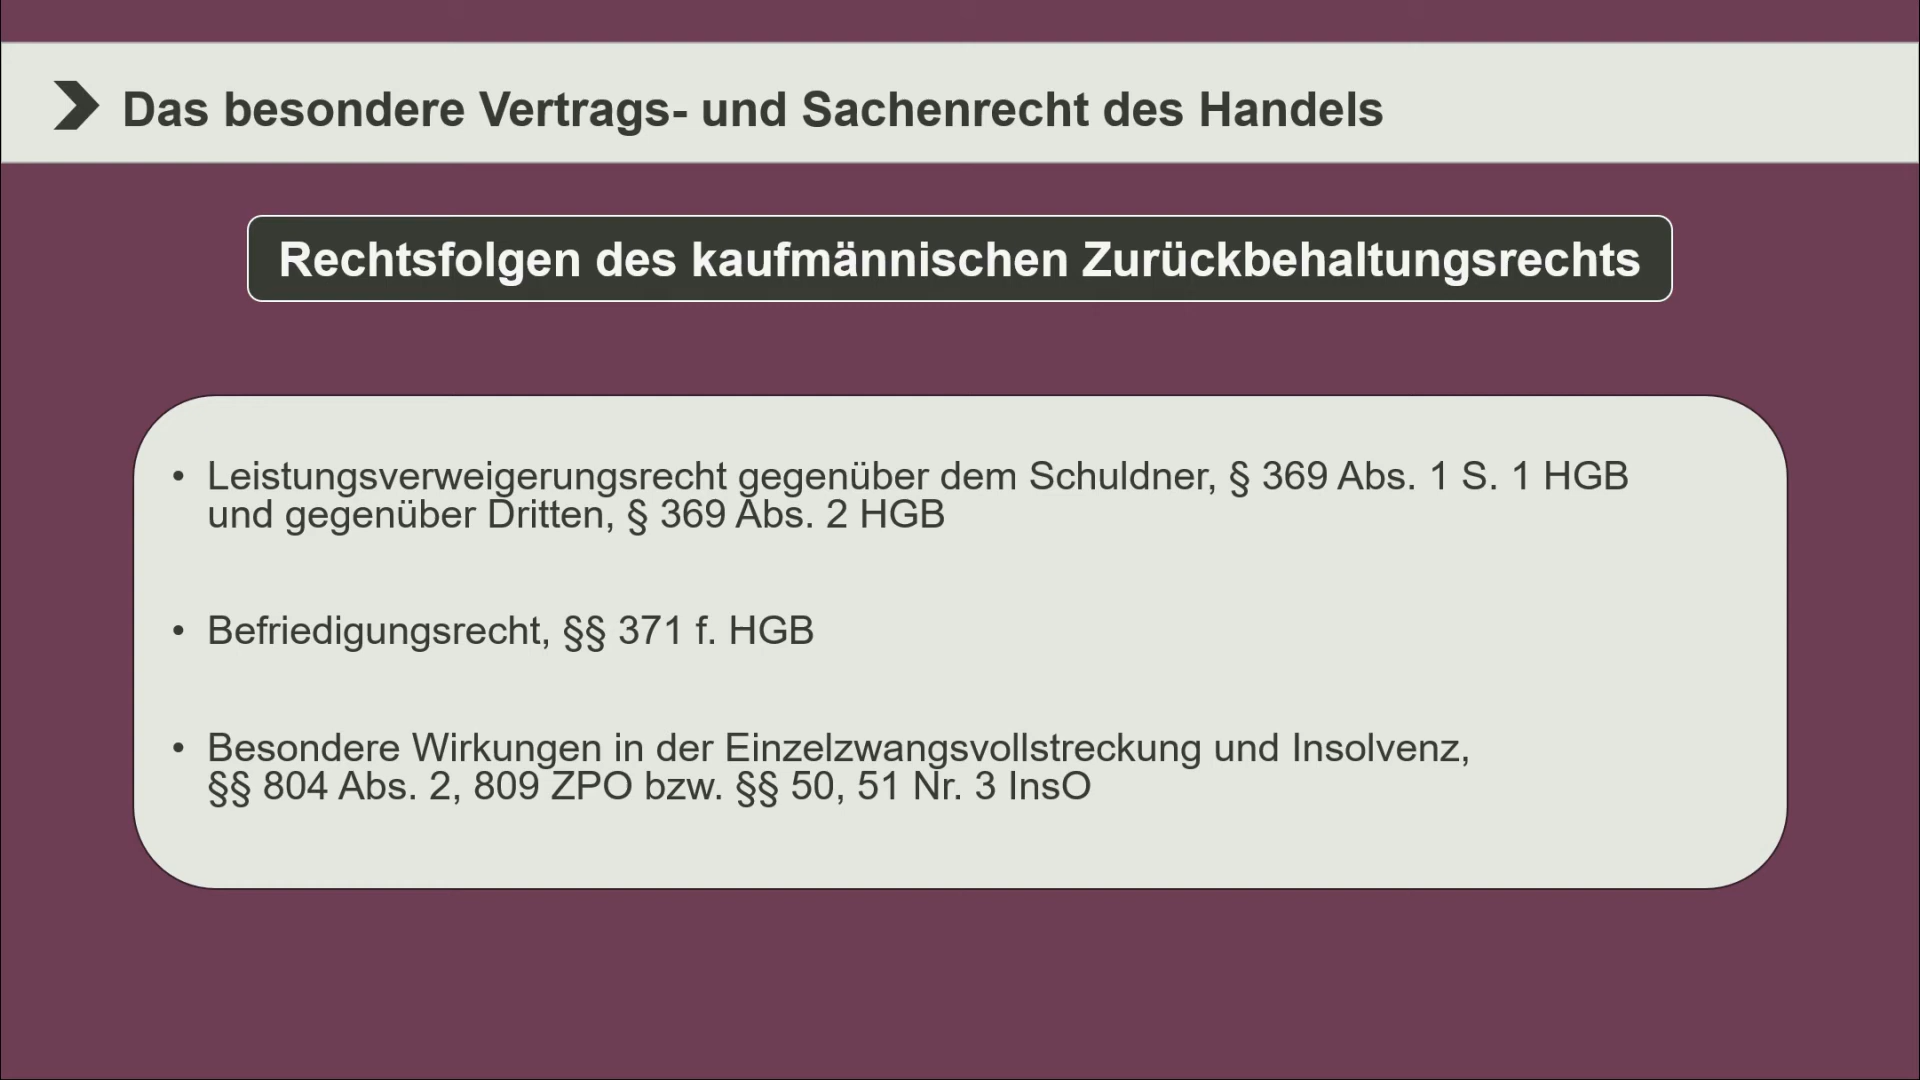 Das besondere Vertrags- und Sachenrecht des Handels
Rechtsfolgen des kaufmännischen Zurückbehaltungsrechts
• Leistungsverweigerungsrecht gegenüber dem Schuldner, § 369 Abs. 1 S. 1 HGB
und gegenüber Dritten, § 369 Abs. 2 HGB
• Befriedigungsrecht, §§ 371 f. HGB
• Besondere Wirkungen in der Einzelzwangsvollstreckung und Insolvenz,
§§ 804 Abs. 2, 809 ZPO bzw. §§ 50, 51 Nr. 3 InsO